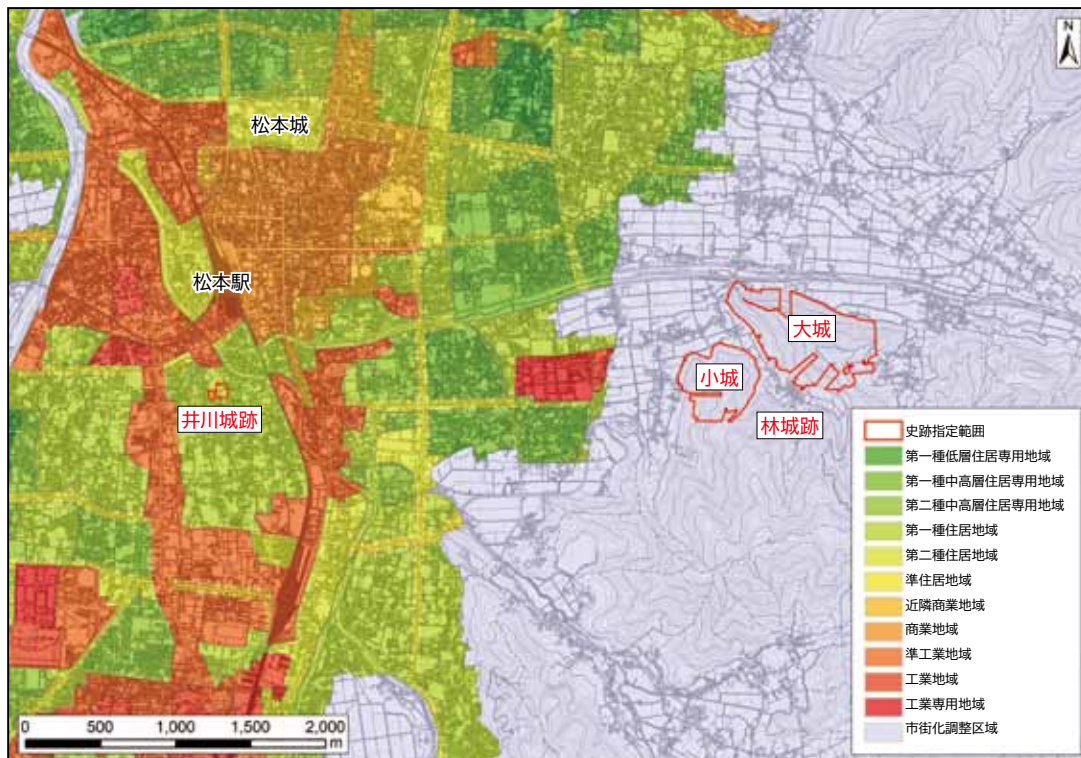 N
松本城
松本駅
大城
小城
井川城跡
林城跡
史跡指定範囲
第一種低層住居専用地域
第一種中高層住居専用地域
第二種中高層住居専用地域
第一種住居地域
第二種住居地域
準住居地域
近隣商業地域
商業地域
準工業地域
工業地域
工業専用地域
市街化調整区域
0 500 1,000 1,500 2,000
m